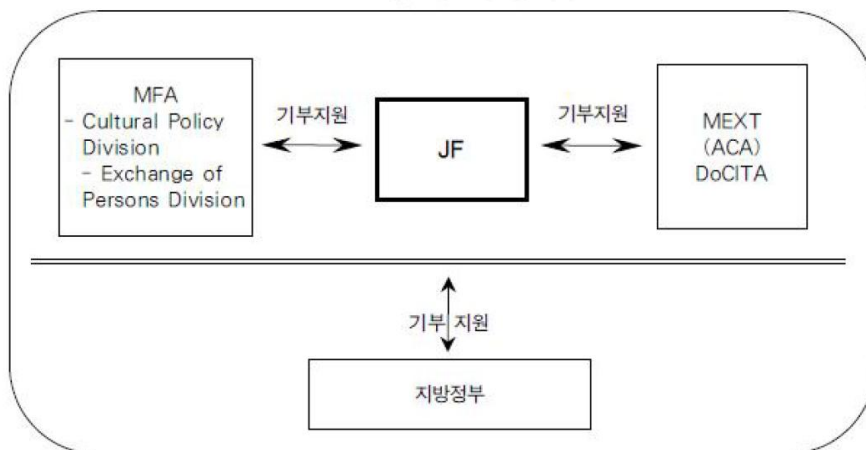 MFA
- Cultural Policy
Division
- Exchange of
Persons Division
기부지원
JF
기부지원
MEXT
(ACA)
DoCITA
기부 지원
지방정부